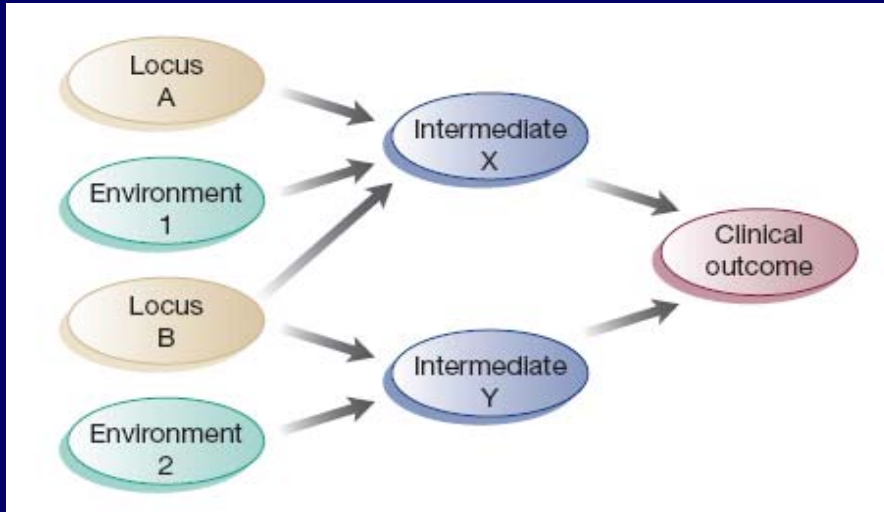 Locus
A
Environment
1
Locus
B
Environment
2
Intermediate
X
Intermediate
Y
Clinical
outcome